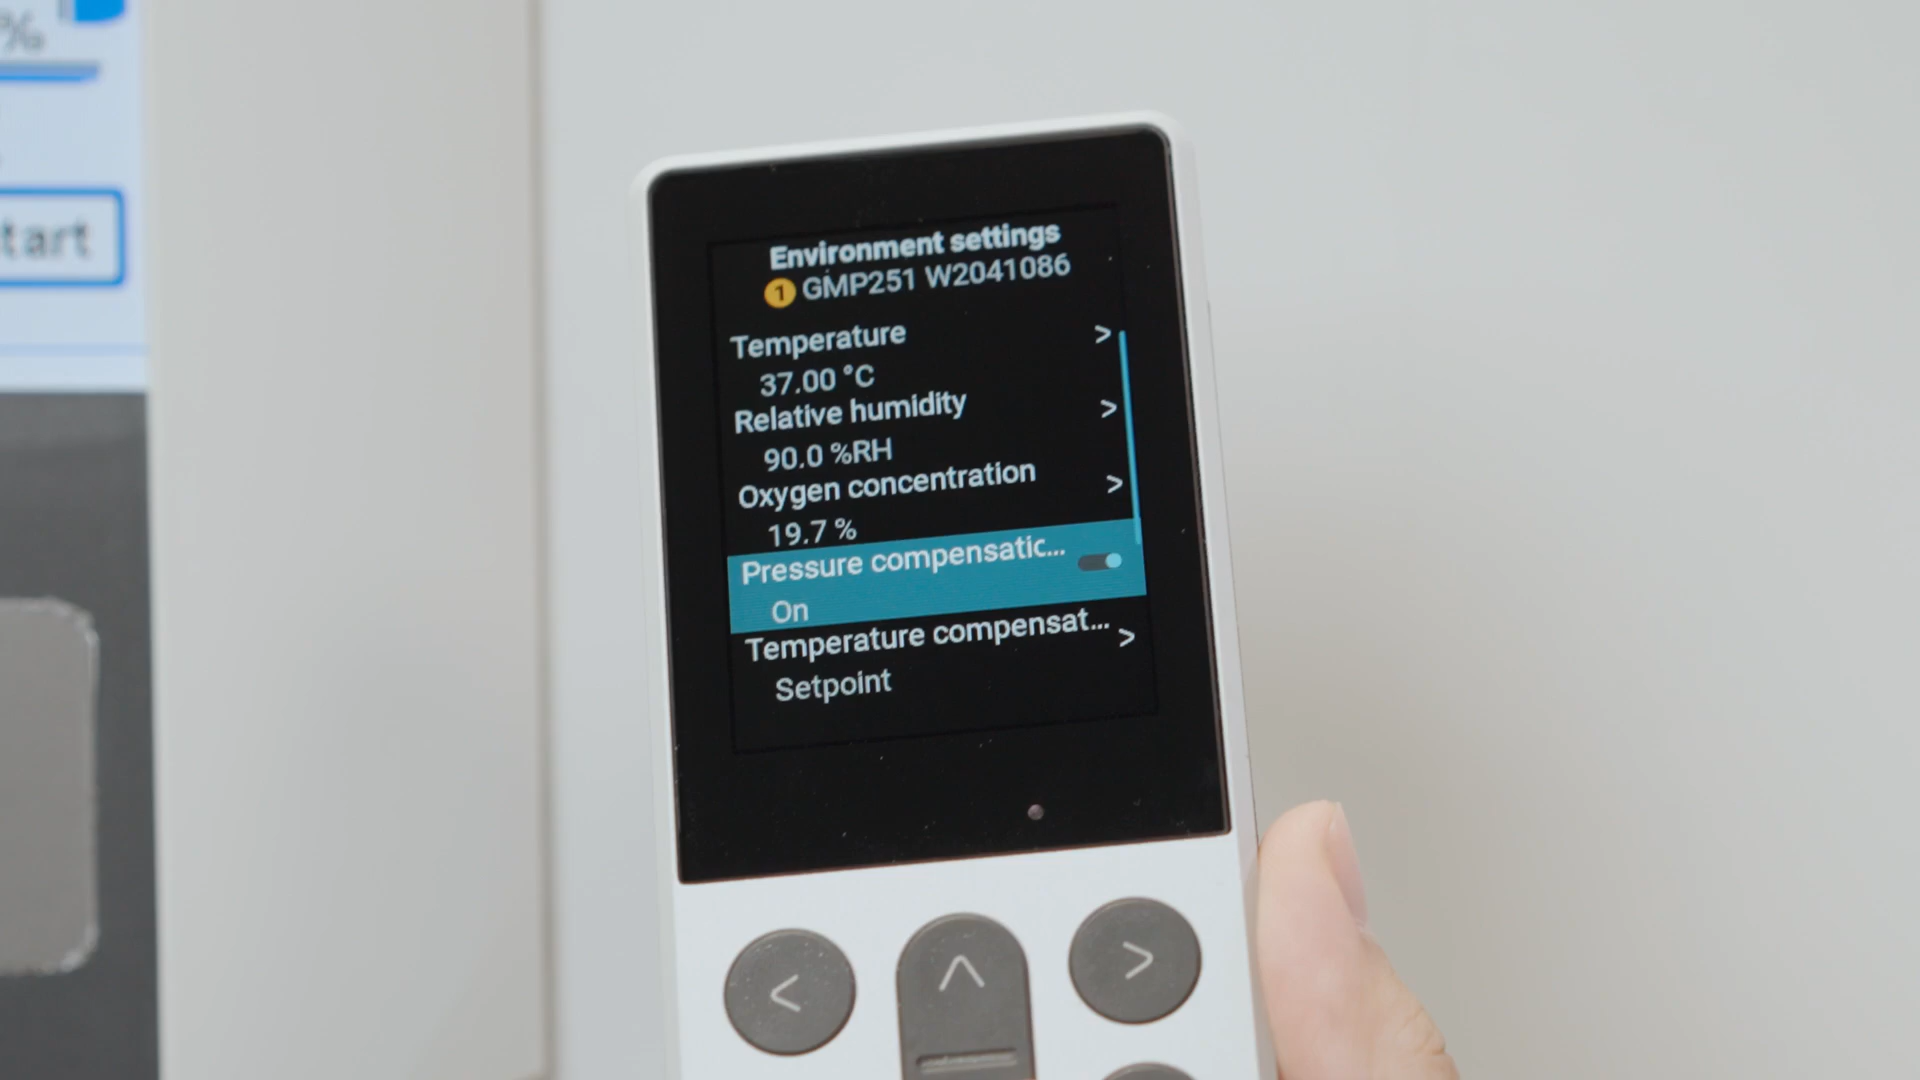 %
tart
Environment settings
1 GMP251 W2041086
Temperature >
37.00 °C
Relative humidity >
90.0 %RH
Oxygen concentration >
19.7 %
Pressure compensatic...
On
Temperature compensat... >
Setpoint
< ^ >